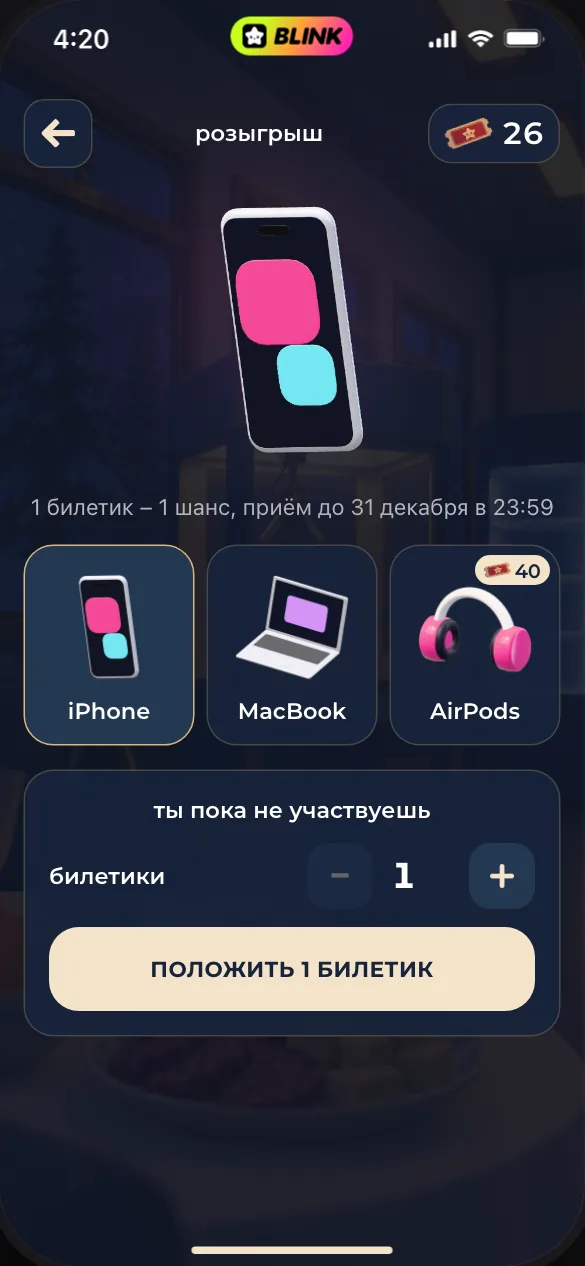 4:20
BLINK
розыгрыш
26
1 билетик – 1 шанс, приём до 31 декабря в 23:59
40
iPhone
MacBook
AirPods
ты пока не участвуешь
билетики
− 1 +
ПОЛОЖИТЬ 1 БИЛЕТИК